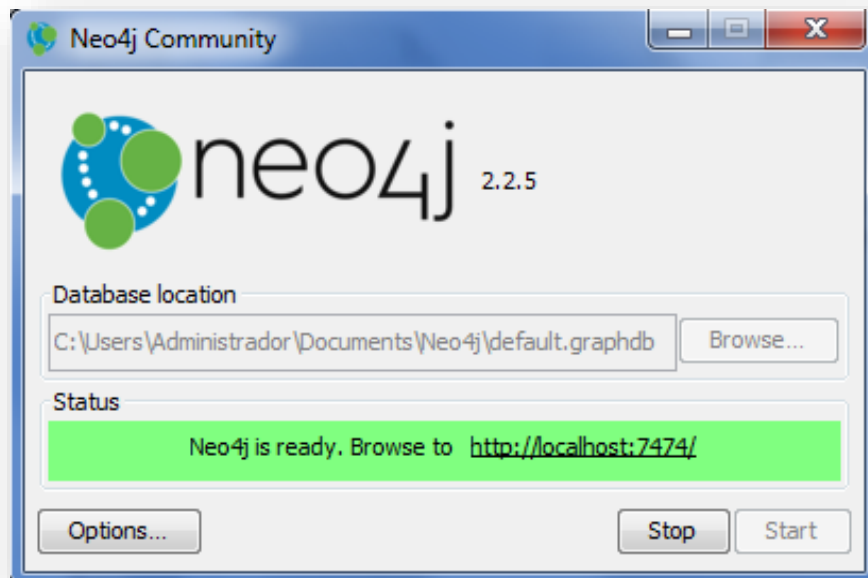 Neo4j Community
neo4j 2.2.5
Database location
C:\Users\Administrador\Documents\Neo4j\default.graphdb Browse...
Status
Neo4j is ready. Browse to http://localhost:7474/
Options... Stop Start